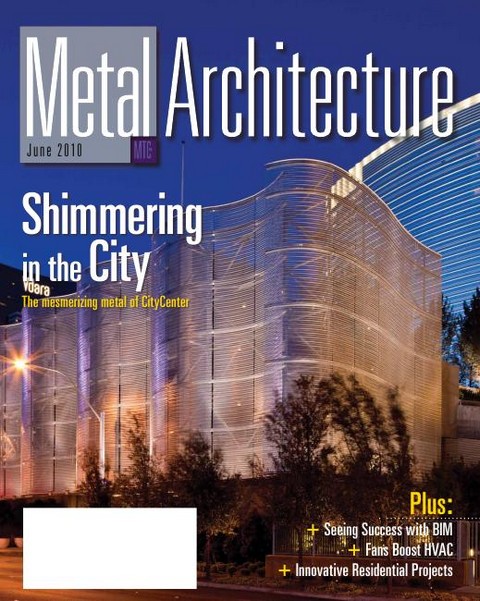 Metal Architecture
June 2010
MTC
Shimmering
in the City
Vdara
The mesmerizing metal of CityCenter
Plus:
+ Seeing Success with BIM
+ Fans Boost HVAC
+ Innovative Residential Projects